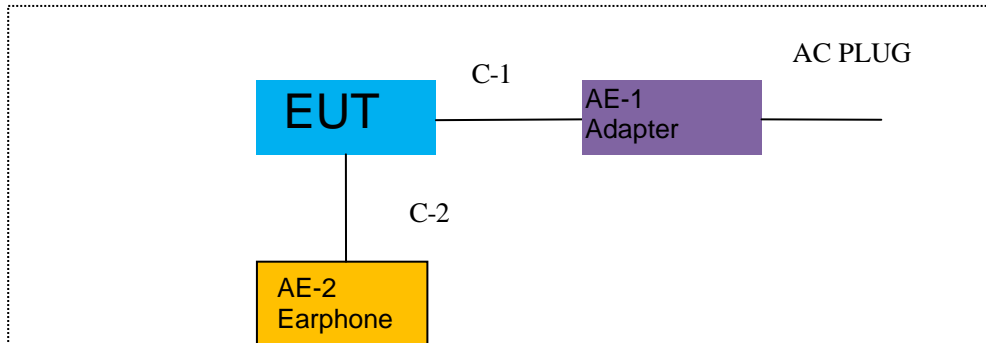 AC PLUG
C-1
EUT
AE-1
Adapter
C-2
AE-2
Earphone